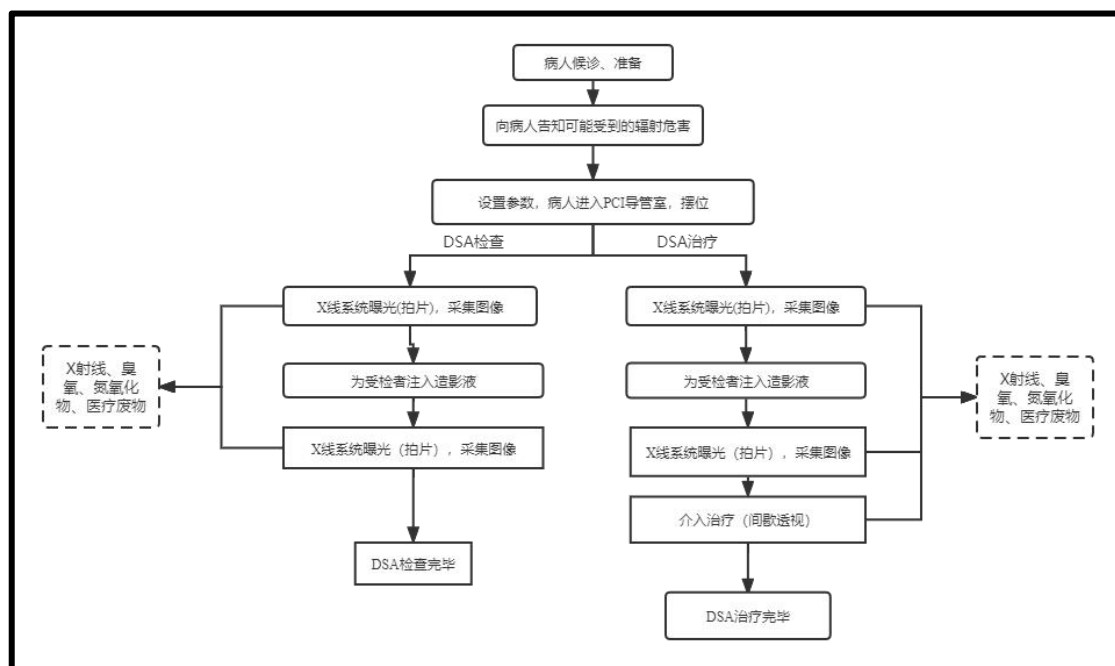 病人候诊、准备
向病人告知可能受到的辐射危害
设置参数，病人进入PCI导管室，摆位
DSA检查
DSA治疗
X线系统曝光(拍片)，采集图像
X线系统曝光(拍片)，采集图像
X射线、臭
氧、氮氧化
物、医疗废物
为受检者注入造影液
为受检者注入造影液
X射线、臭
氧、氮氧化
物、医疗废物
X线系统曝光（拍片），采集图像
X线系统曝光（拍片），采集图像
介入治疗（间歇透视）
DSA检查完毕
DSA治疗完毕